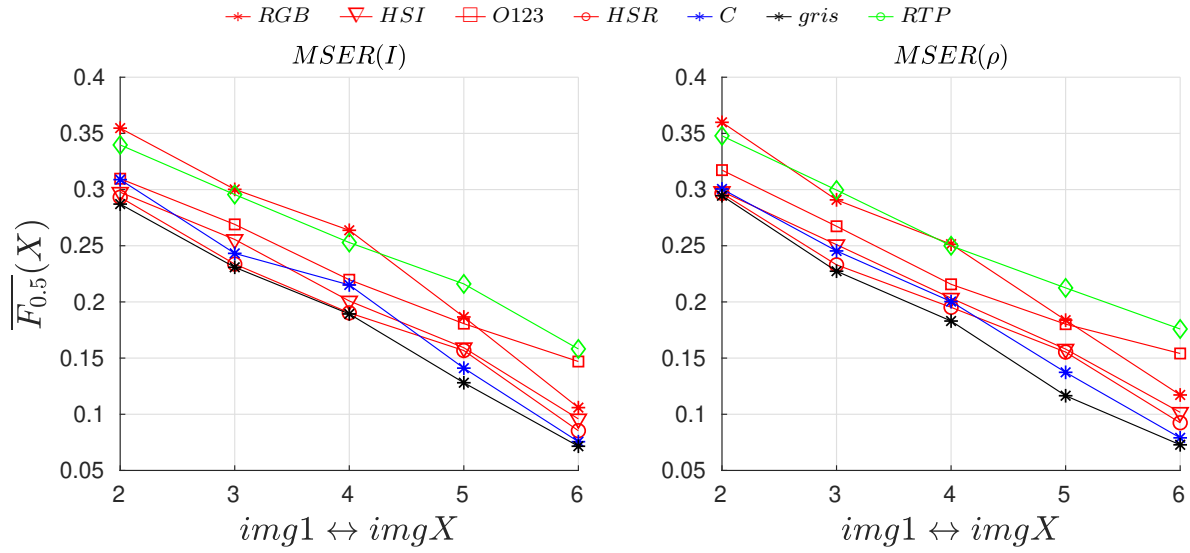 RGB HSI O123 HSR C gris RTP
MSER(I) MSER(ρ)
0.4 0.4
0.35 0.35
0.3 0.3
0.25 0.25
0.2 0.2
0.15 0.15
0.1 0.1
0.05 0.05
F0.5(X)
2 3 4 5 6 2 3 4 5 6
img1 ↔ imgX img1 ↔ imgX